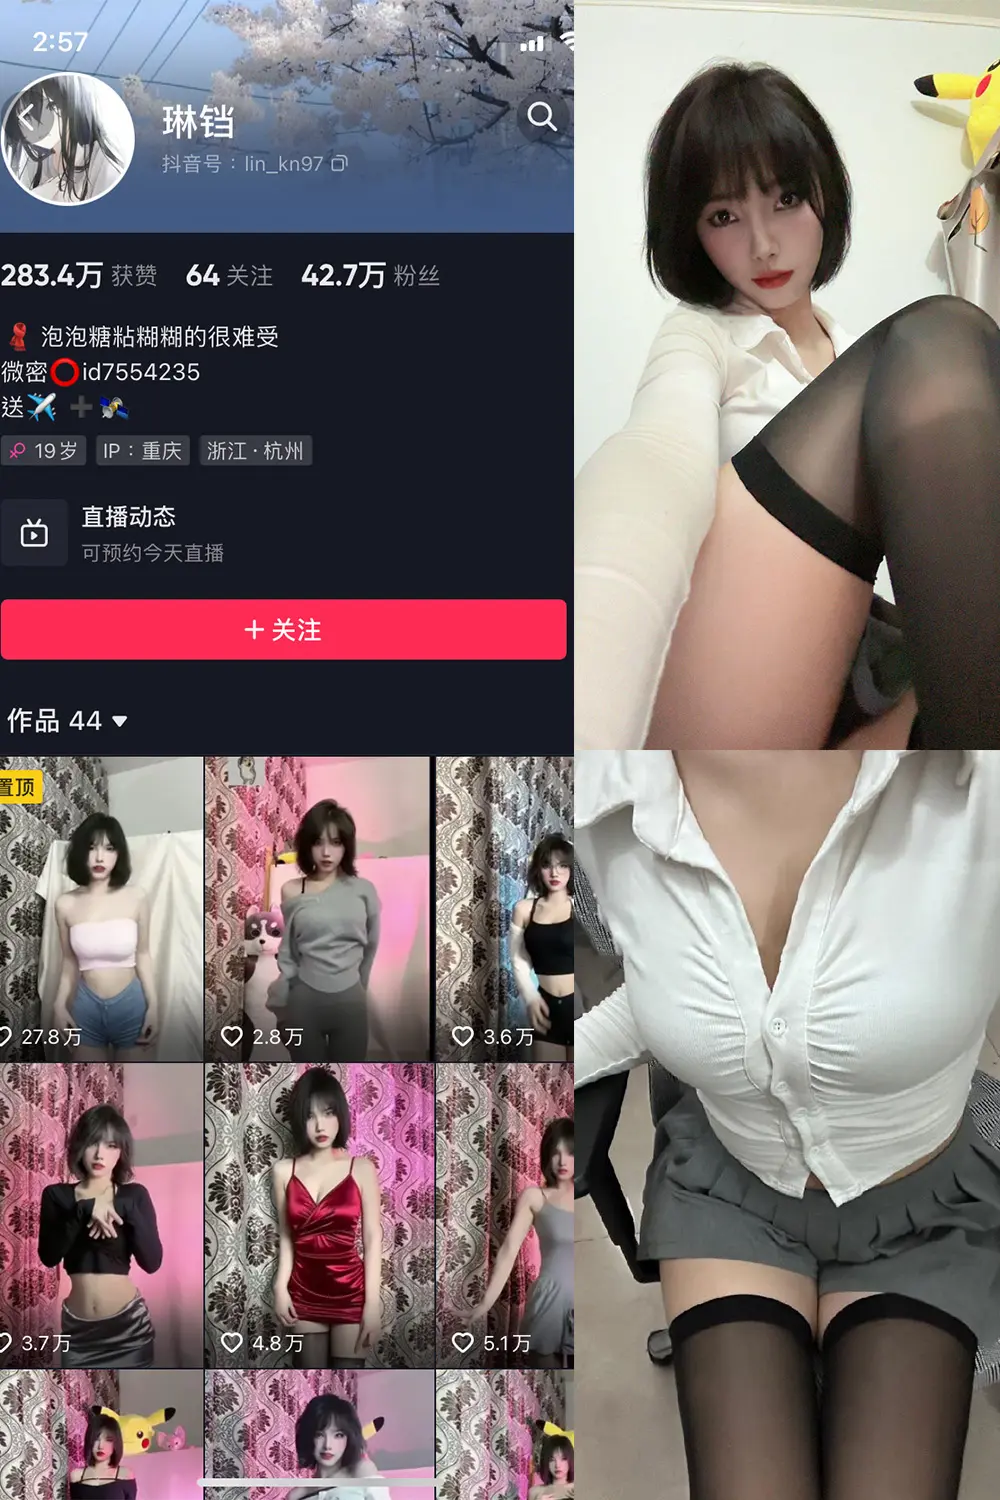 2:57
琳铛
抖音号：lin_kn97
283.4万 获赞 64 关注 42.7万 粉丝
泡泡糖粘糊糊的很难受
微密⭕id7554235
送✈️➕🛰️
19岁 IP：重庆 浙江·杭州
直播动态
可预约今天直播
+ 关注
作品 44
置顶
27.8万 2.8万 3.6万
3.7万 4.8万 5.1万